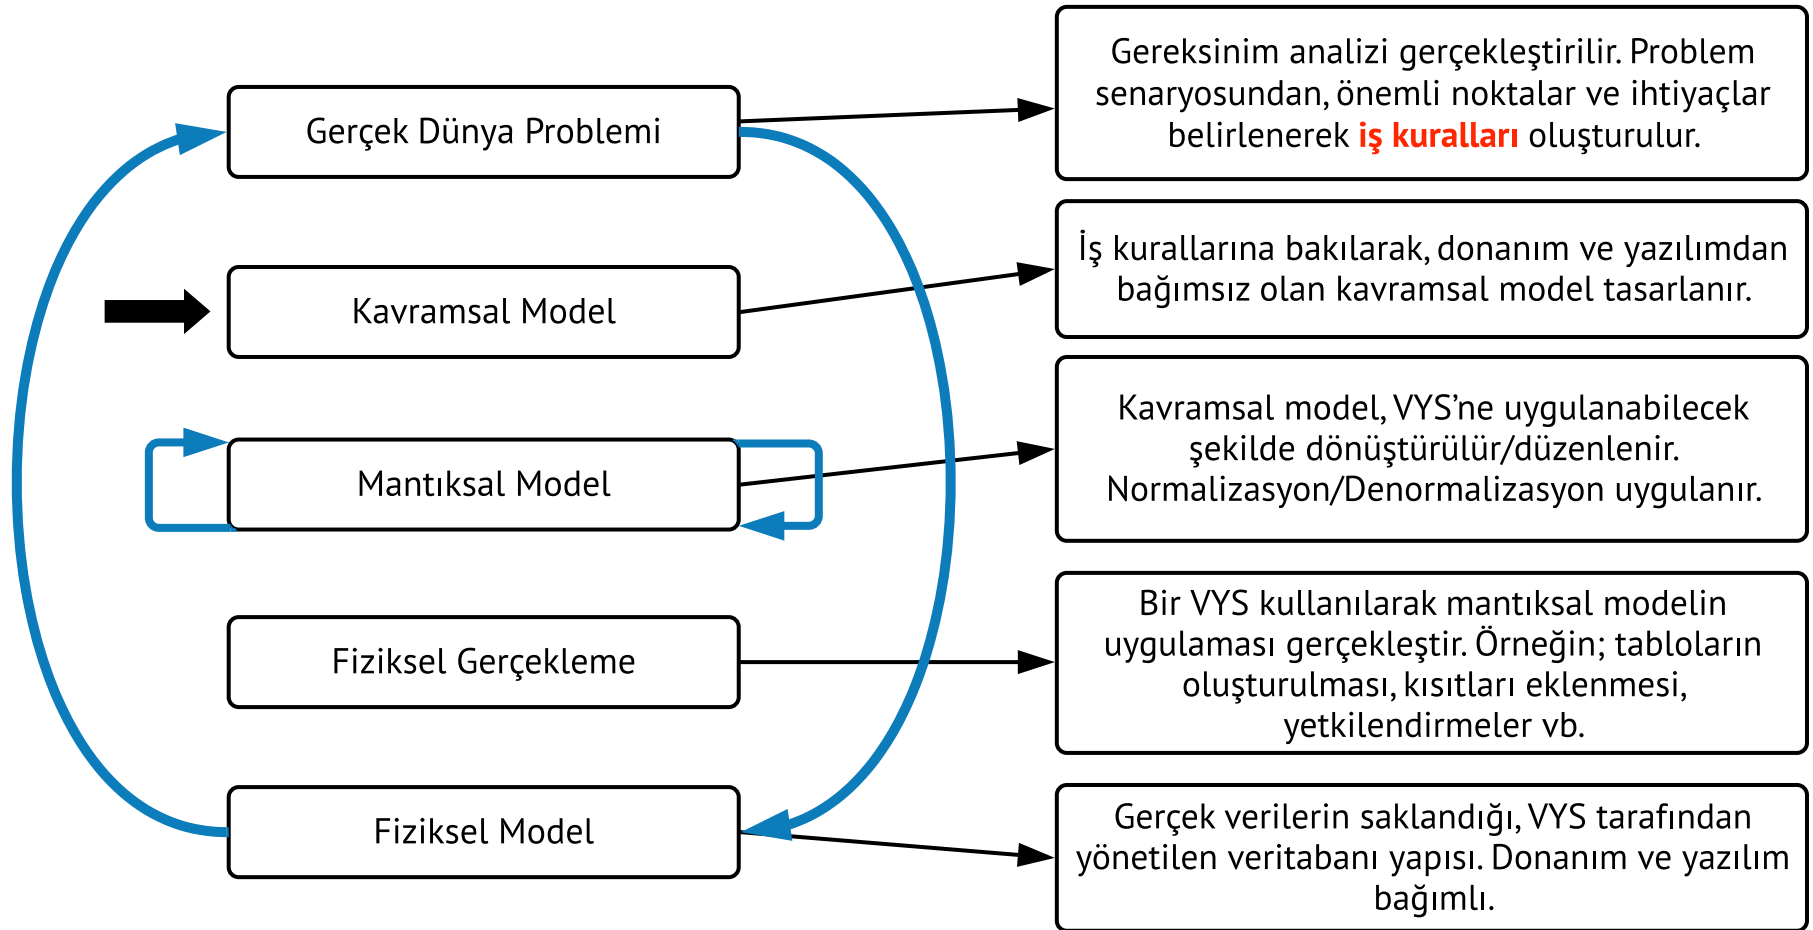 Gerçek Dünya Problemi
Gereksinim analizi gerçekleştirilir. Problem
senaryosundan, önemli noktalar ve ihtiyaçlar
belirlenerek iş kuralları oluşturulur.
Kavramsal Model
İş kurallarına bakılarak, donanım ve yazılımdan
bağımsız olan kavramsal model tasarlanır.
Mantıksal Model
Kavramsal model, VYS’ne uygulanabilecek
şekilde dönüştürülür/düzenlenir.
Normalizasyon/Denormalizasyon uygulanır.
Fiziksel Gerçekleme
Bir VYS kullanılarak mantıksal modelin
uygulaması gerçekleştir. Örneğin; tabloların
oluşturulması, kısıtları eklenmesi,
yetkilendirmeler vb.
Fiziksel Model
Gerçek verilerin saklandığı, VYS tarafından
yönetilen veritabanı yapısı. Donanım ve yazılım
bağımlı.